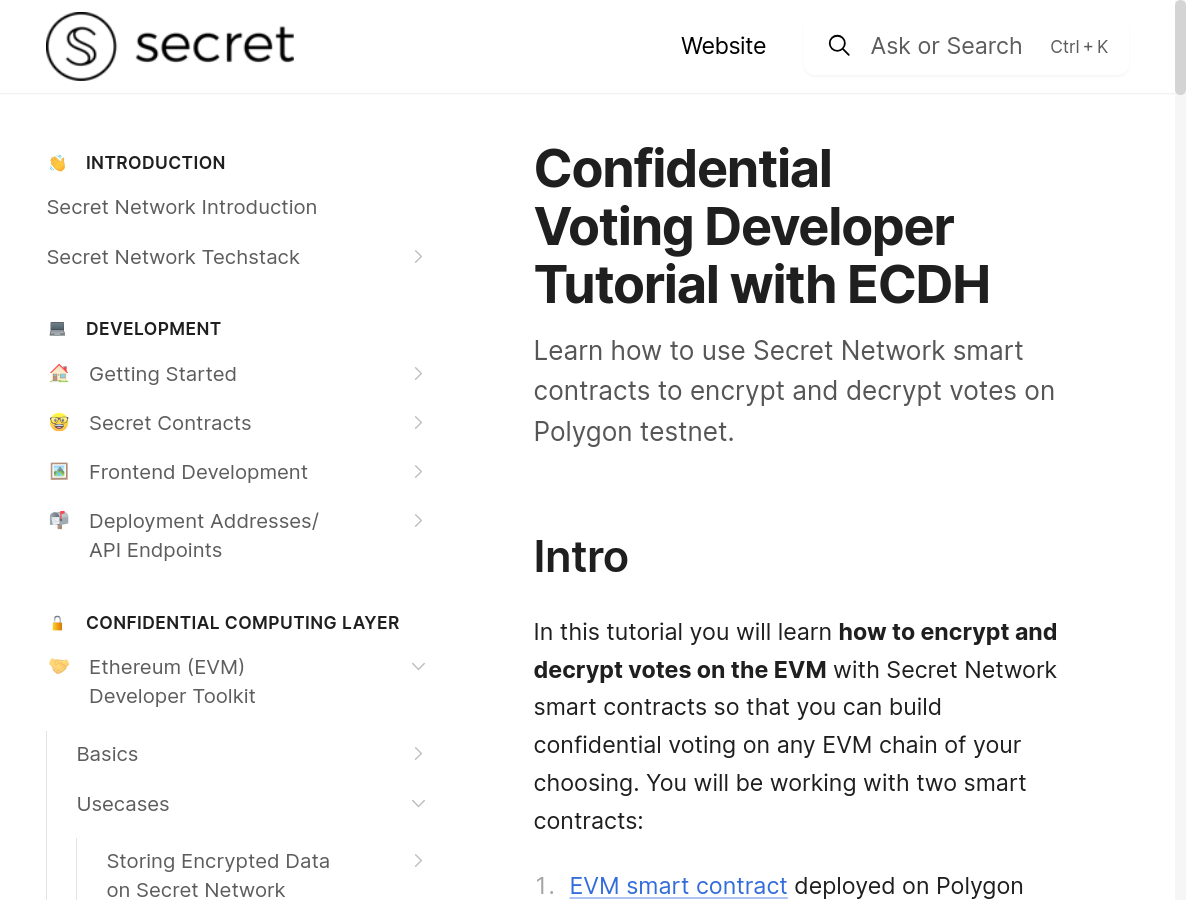 secret
Website
Ask or Search
Ctrl + K
INTRODUCTION
Secret Network Introduction
Secret Network Techstack
DEVELOPMENT
Getting Started
Secret Contracts
Frontend Development
Deployment Addresses/
API Endpoints
CONFIDENTIAL COMPUTING LAYER
Ethereum (EVM)
Developer Toolkit
Basics
Usecases
Storing Encrypted Data
on Secret Network
Confidential
Voting Developer
Tutorial with ECDH
Learn how to use Secret Network smart
contracts to encrypt and decrypt votes on
Polygon testnet.
Intro
In this tutorial you will learn how to encrypt and
decrypt votes on the EVM with Secret Network
smart contracts so that you can build
confidential voting on any EVM chain of your
choosing. You will be working with two smart
contracts:
1. EVM smart contract deployed on Polygon